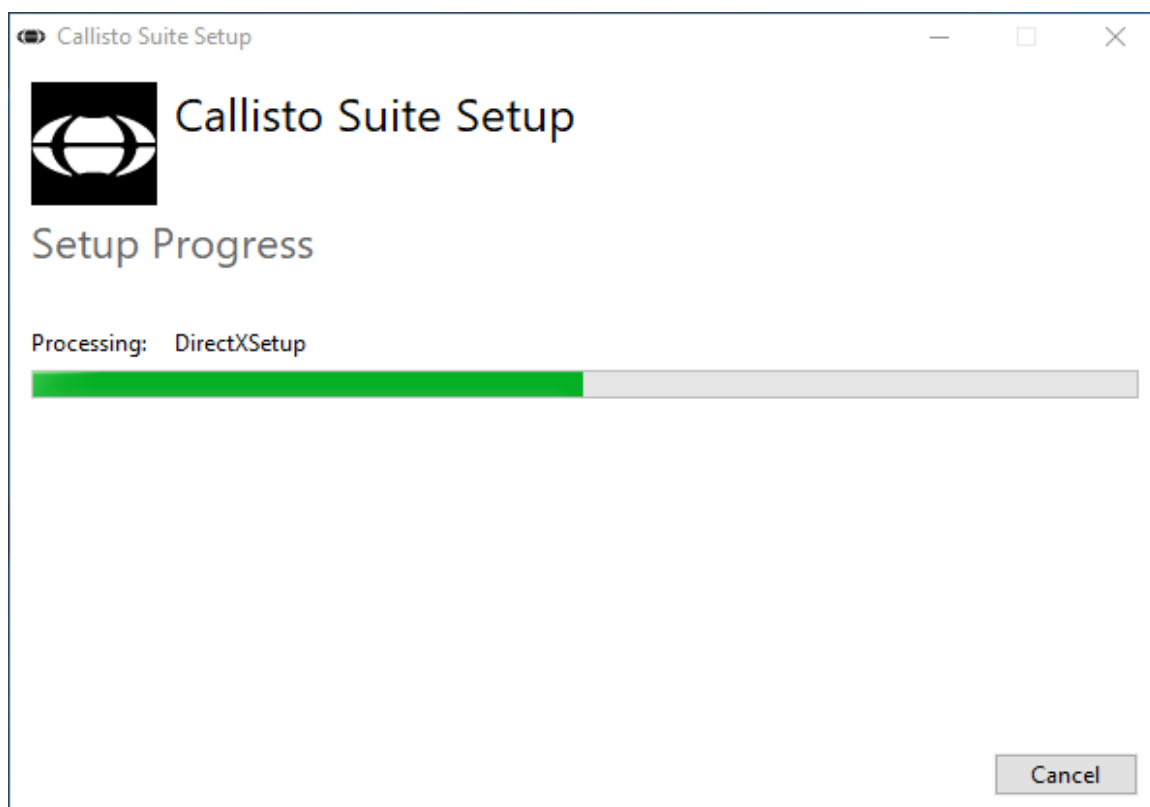 Callisto Suite Setup
Callisto Suite Setup
Setup Progress
Processing: DirectXSetup
Cancel